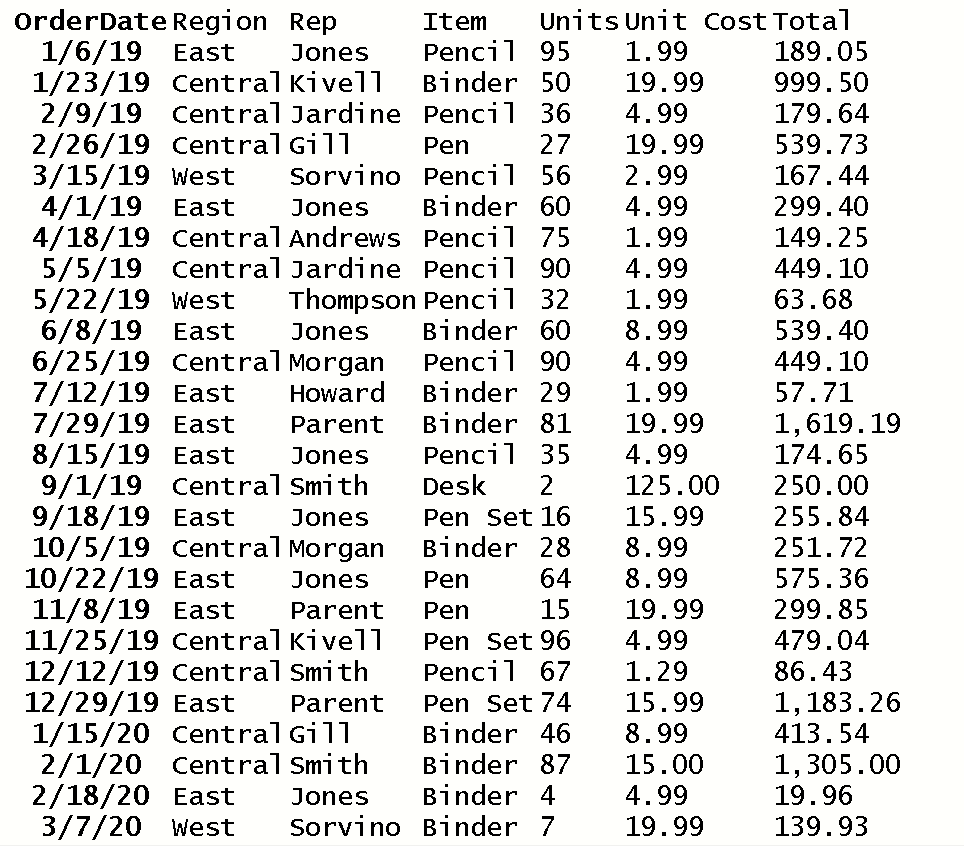 OrderDate Region Rep Item Units Unit Cost Total
1/6/19 East Jones Pencil 95 1.99 189.05
1/23/19 Central Kivell Binder 50 19.99 999.50
2/9/19 Central Jardine Pencil 36 4.99 179.64
2/26/19 Central Gill Pen 27 19.99 539.73
3/15/19 West Sorvino Pencil 56 2.99 167.44
4/1/19 East Jones Binder 60 4.99 299.40
4/18/19 Central Andrews Pencil 75 1.99 149.25
5/5/19 Central Jardine Pencil 90 4.99 449.10
5/22/19 West Thompson Pencil 32 1.99 63.68
6/8/19 East Jones Binder 60 8.99 539.40
6/25/19 Central Morgan Pencil 90 4.99 449.10
7/12/19 East Howard Binder 29 1.99 57.71
7/29/19 East Parent Binder 81 19.99 1,619.19
8/15/19 East Jones Pencil 35 4.99 174.65
9/1/19 Central Smith Desk 2 125.00 250.00
9/18/19 East Jones Pen Set 16 15.99 255.84
10/5/19 Central Morgan Binder 28 8.99 251.72
10/22/19 East Jones Pen 64 8.99 575.36
11/8/19 East Parent Pen 15 19.99 299.85
11/25/19 Central Kivell Pen Set 96 4.99 479.04
12/12/19 Central Smith Pencil 67 1.29 86.43
12/29/19 East Parent Pen Set 74 15.99 1,183.26
1/15/20 Central Gill Binder 46 8.99 413.54
2/1/20 Central Smith Binder 87 15.00 1,305.00
2/18/20 East Jones Binder 4 4.99 19.96
3/7/20 West Sorvino Binder 7 19.99 139.93